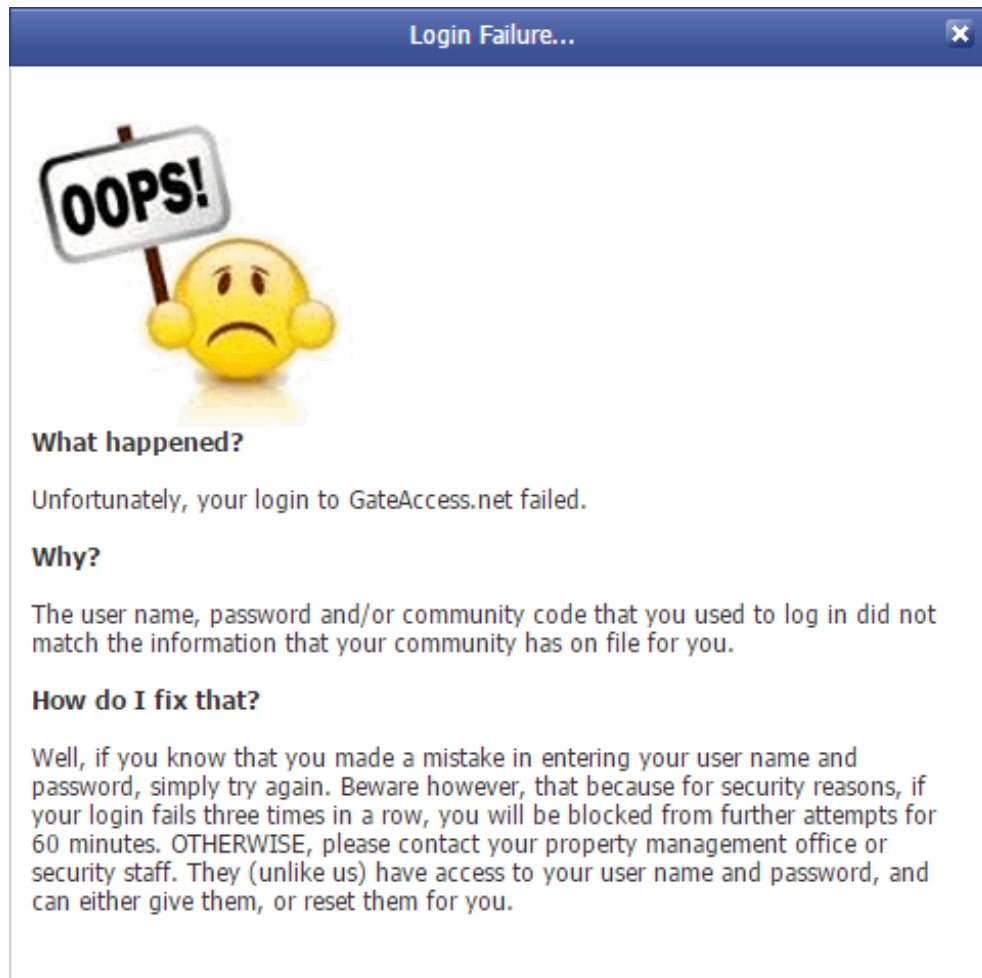 Login Failure...
OOPS!
What happened?
Unfortunately, your login to GateAccess.net failed.
Why?
The user name, password and/or community code that you used to log in did not
match the information that your community has on file for you.
How do I fix that?
Well, if you know that you made a mistake in entering your user name and
password, simply try again. Beware however, that because for security reasons, if
your login fails three times in a row, you will be blocked from further attempts for
60 minutes. OTHERWISE, please contact your property management office or
security staff. They (unlike us) have access to your user name and password, and
can either give them, or reset them for you.